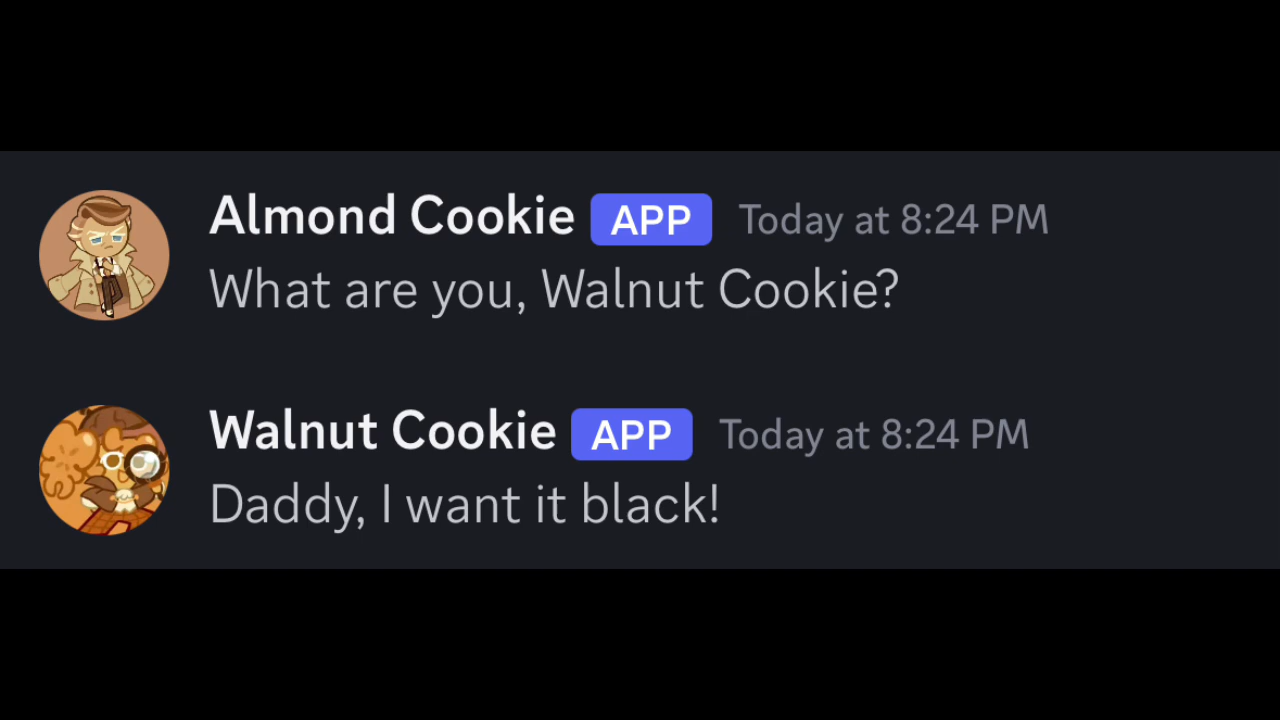 Almond Cookie APP Today at 8:24 PM
What are you, Walnut Cookie?
Walnut Cookie APP Today at 8:24 PM
Daddy, I want it black!